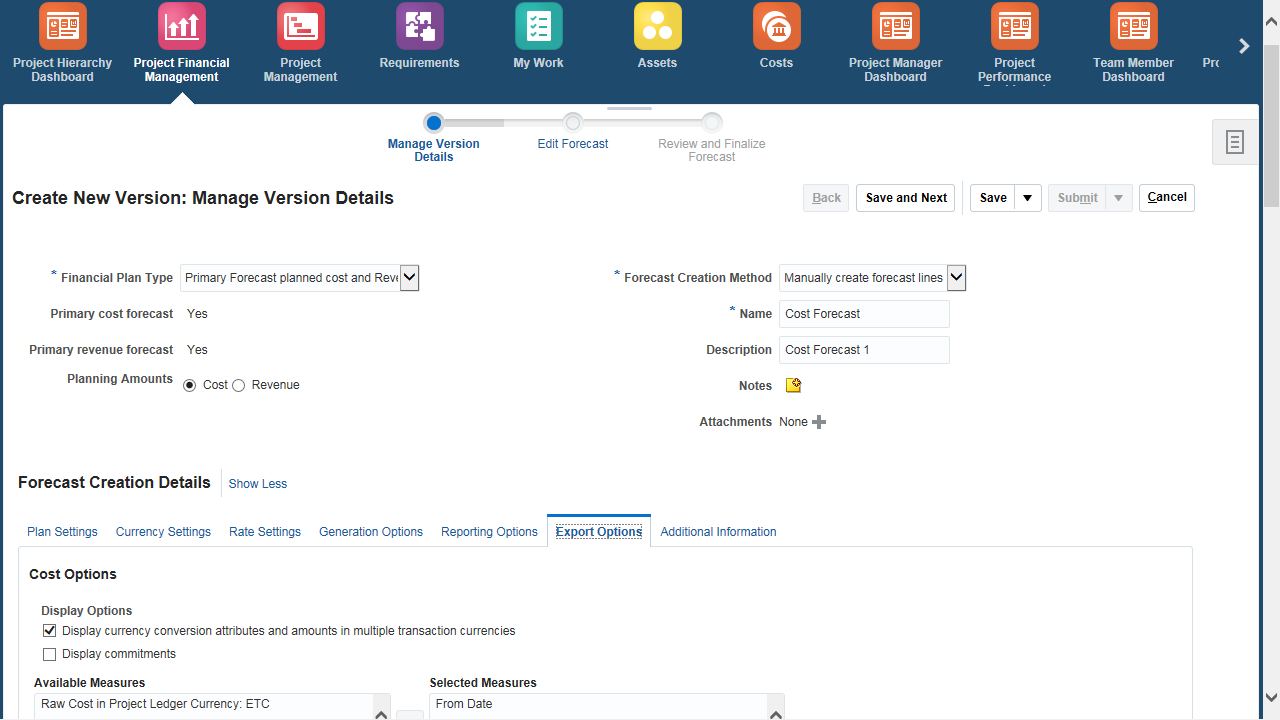 Project Hierarchy Dashboard
Project Financial Management
Project Management
Requirements
My Work
Assets
Costs
Project Manager Dashboard
Project Performance
Team Member Dashboard
Manage Version Details
Edit Forecast
Review and Finalize Forecast
Create New Version: Manage Version Details
Back
Save and Next
Save
Submit
Cancel
* Financial Plan Type
Primary Forecast planned cost and Reve
* Forecast Creation Method
Manually create forecast lines
Primary cost forecast
Yes
* Name
Cost Forecast
Primary revenue forecast
Yes
Description
Cost Forecast 1
Planning Amounts
Cost
Revenue
Notes
Attachments
None
Forecast Creation Details
Show Less
Plan Settings
Currency Settings
Rate Settings
Generation Options
Reporting Options
Export Options
Additional Information
Cost Options
Display Options
Display currency conversion attributes and amounts in multiple transaction currencies
Display commitments
Available Measures
Selected Measures
Raw Cost in Project Ledger Currency: ETC
From Date